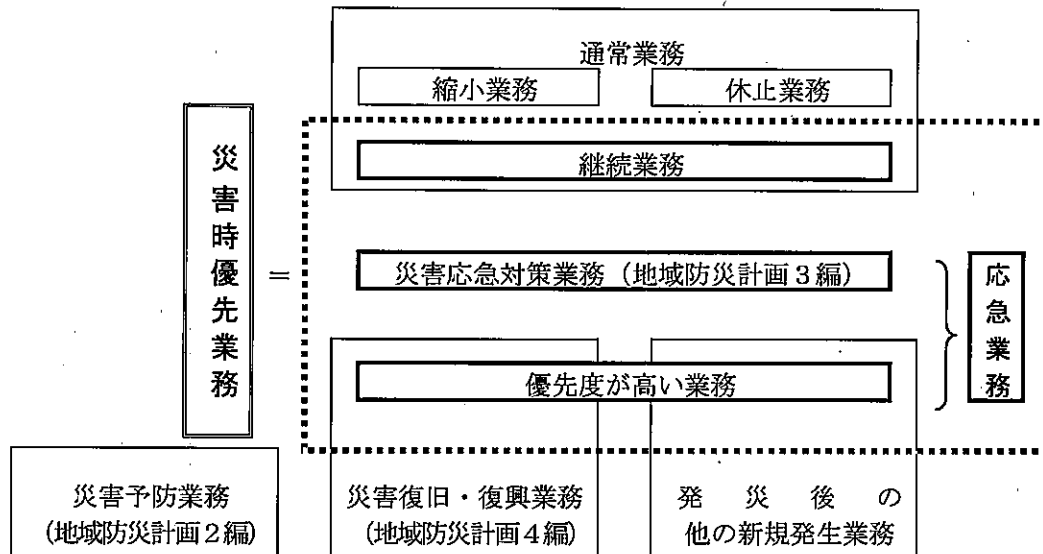 通常業務
縮小業務
休止業務
継続業務
災害時優先業務
＝
災害応急対策業務（地域防災計画３編）
応急業務
優先度が高い業務
災害予防業務
(地域防災計画２編)
災害復旧・復興業務
(地域防災計画４編)
発災後の
他の新規発生業務